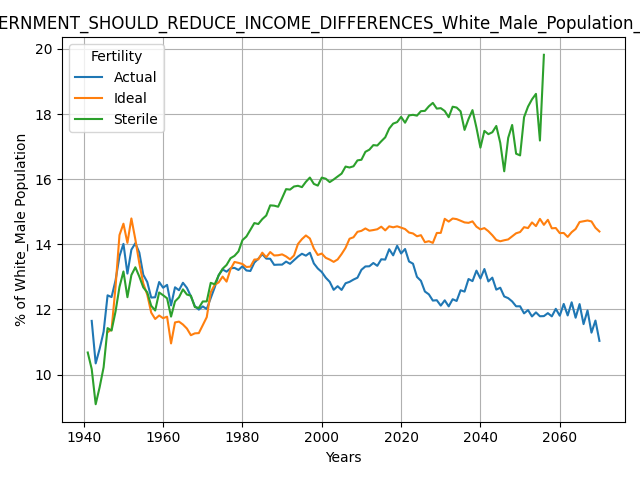 ERNMENT_SHOULD_REDUCE_INCOME_DIFFERENCES_White_Male_Population_
Fertility
Actual
Ideal
Sterile
% of White_Male Population
20
18
16
14
12
10
1940 1960 1980 2000 2020 2040 2060
Years